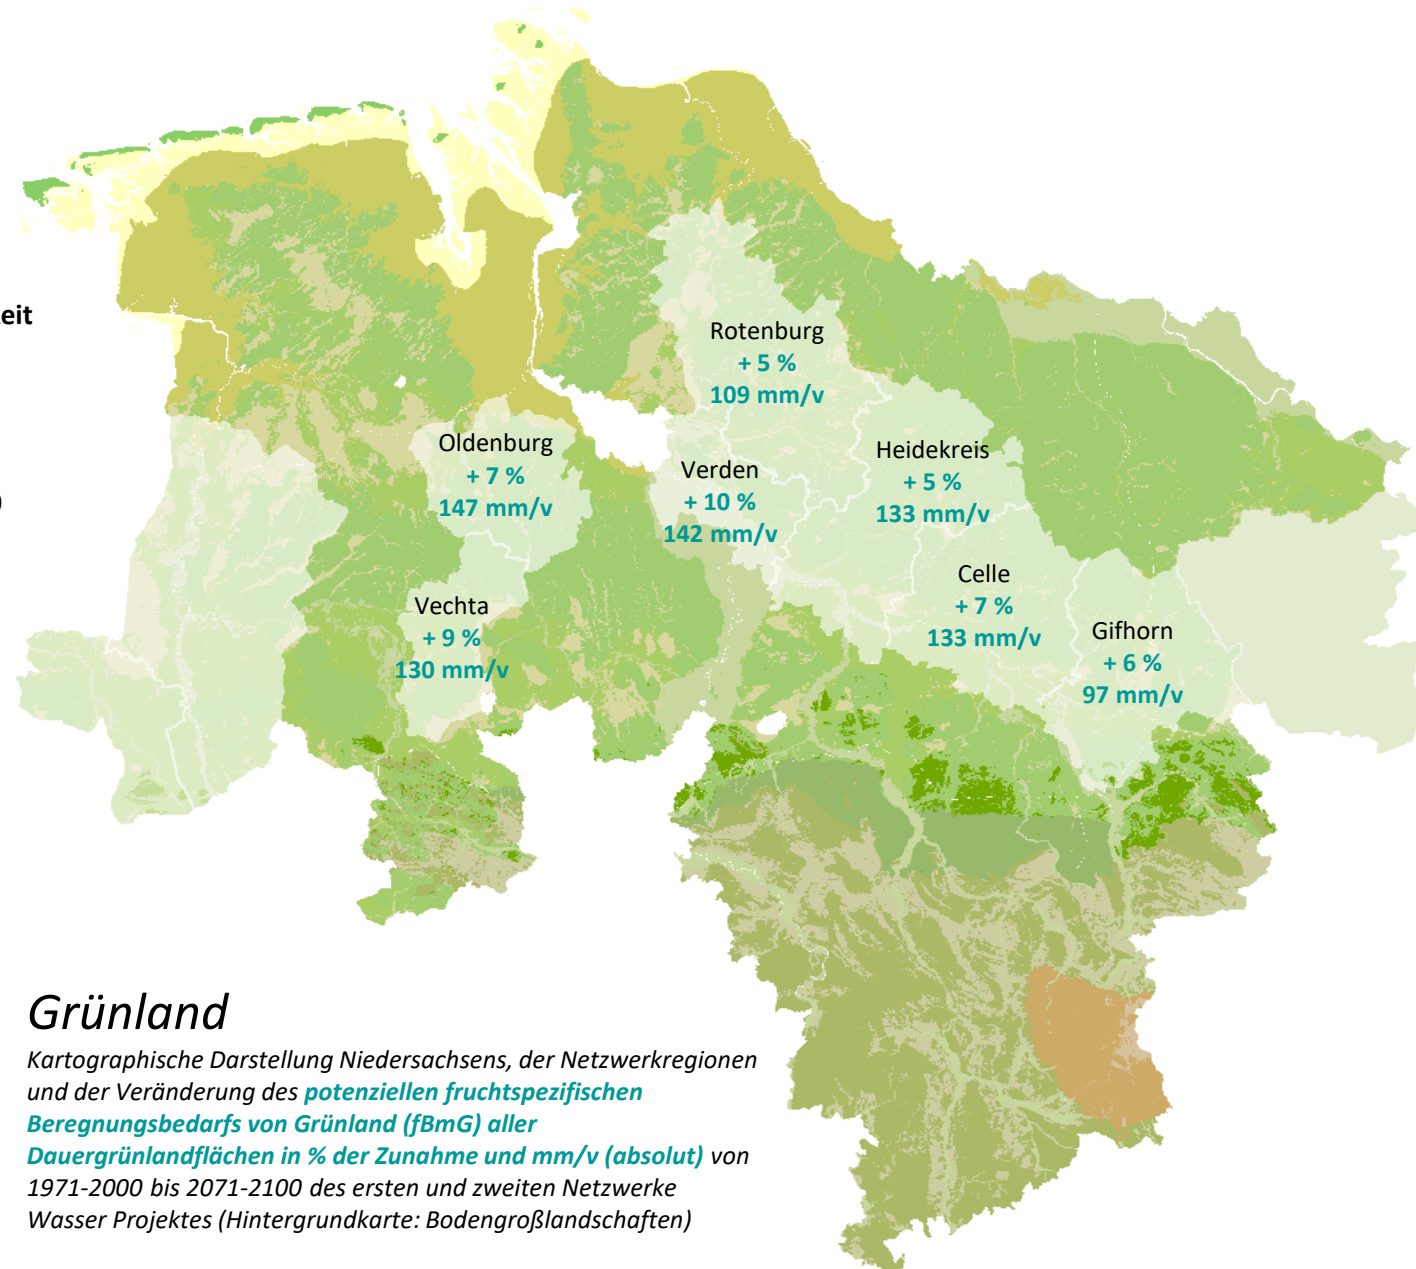 eit
)
Rotenburg
+ 5 %
109 mm/v
Oldenburg
+ 7 %
147 mm/v
Verden
+ 10 %
142 mm/v
Heidekreis
+ 5 %
133 mm/v
Celle
+ 7 %
133 mm/v
Vechta
+ 9 %
130 mm/v
Gifhorn
+ 6 %
97 mm/v
Grünland
Kartographische Darstellung Niedersachsens, der Netzwerkregionen
und der Veränderung des potenziellen fruchtspezifischen
Beregnungsbedarfs von Grünland (fBmG) aller
Dauergrünlandflächen in % der Zunahme und mm/v (absolut) von
1971-2000 bis 2071-2100 des ersten und zweiten Netzwerke
Wasser Projektes (Hintergrundkarte: Bodengroßlandschaften)